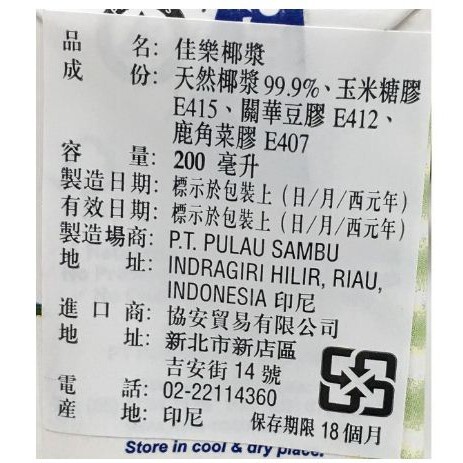 品 名: 佳樂椰漿
成 份: 天然椰漿 99.9%、玉米糖膠
E415、關華豆膠 E412、
鹿角菜膠 E407
容 量: 200 毫升
製造日期: 標示於包裝上 (日/月/西元年)
有效日期: 標示於包裝上 (日/月/西元年)
製造場商: P.T. PULAU SAMBU
地 址: INDRAGIRI HILIR, RIAU,
INDONESIA 印尼
進 口 商: 協安貿易有限公司
地 址: 新北市新店區
吉安街 14 號
電 話: 02-22114360
産 地: 印尼 保存期限 18 個月
Store in cool & dry place.